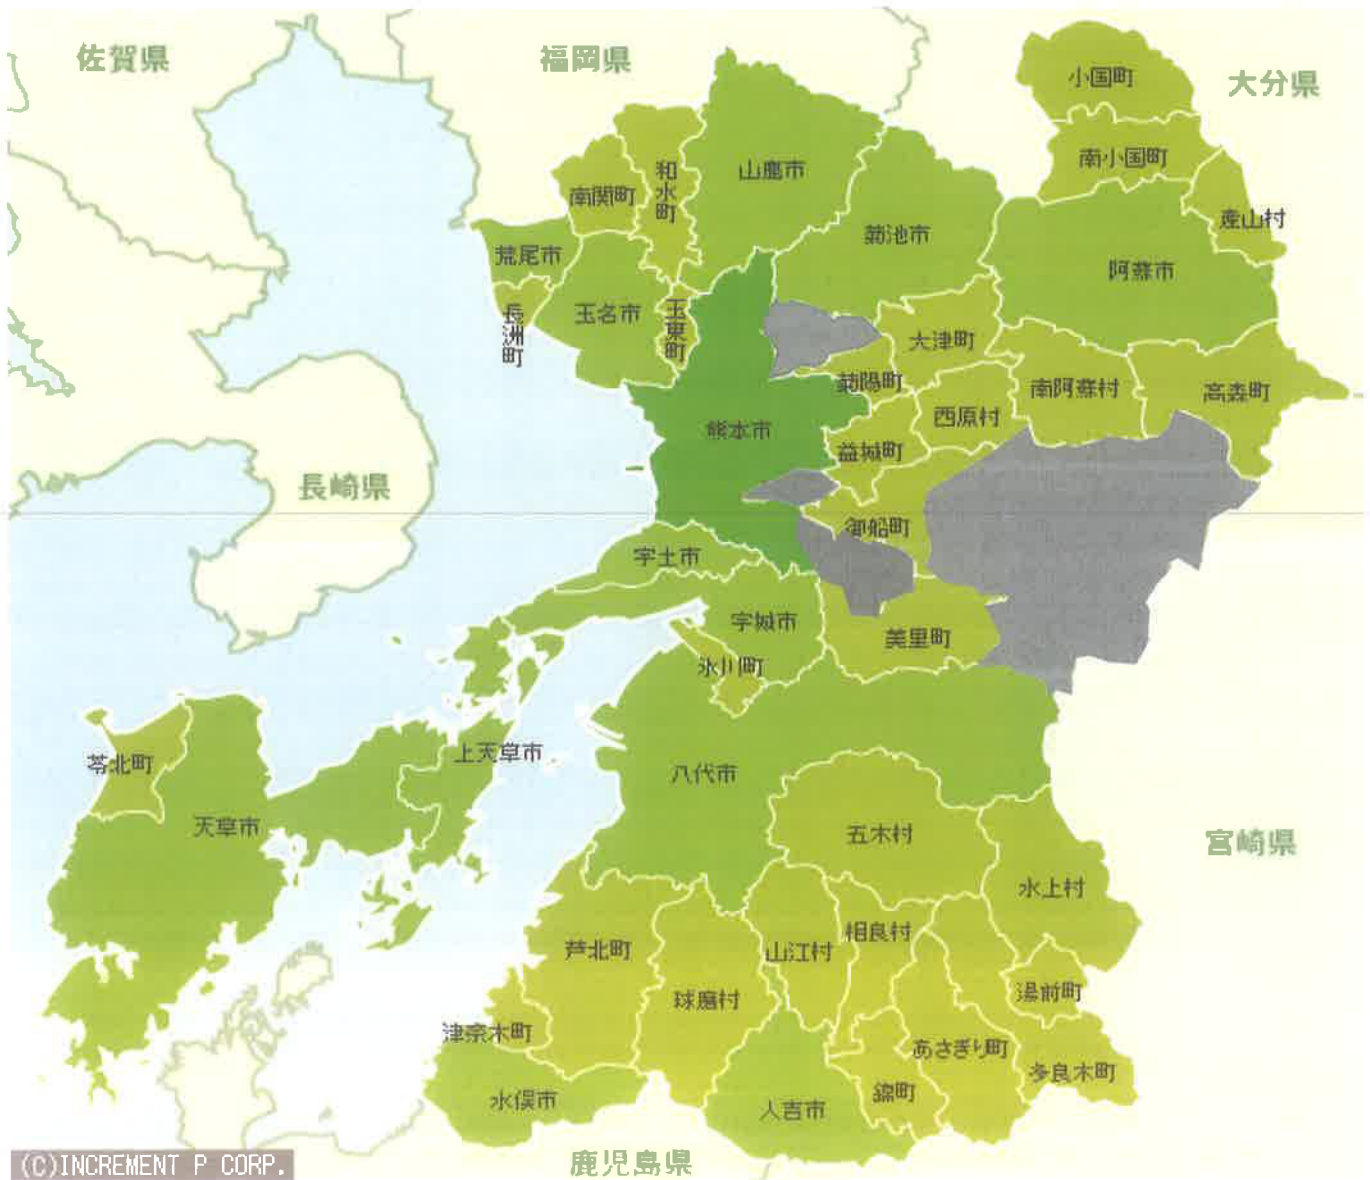 佐賀県
福岡県
大分県
小国町
南小国町
産山村
山鹿市
和水町
南関町
菊池市
荒尾市
阿蘇市
長洲町
玉名市
玉東町
大津町
菊陽町
南阿蘇村
高森町
西原村
熊本市
益城町
長崎県
御船町
宇土市
宇城市
美里町
氷川町
上天草市
苓北町
八代市
天草市
五木村
宮崎県
水上村
相良村
芦北町
山江村
球磨村
湯前町
津奈木町
あさぎり町
多良木町
水俣市
錦町
人吉市
鹿児島県
(C)INCREMENT P CORP.